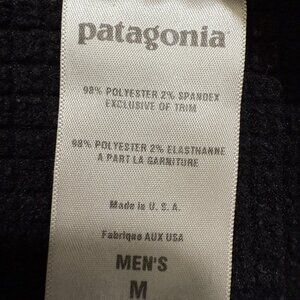 patagonia
98% POLYESTER 2% SPANDEX
EXCLUSIVE OF TRIM
98% POLYESTER 2% ELASTHANNE
A PART LA GARNITURE
Made in U.S.A.
Fabrique AUX USA
MEN'S
M